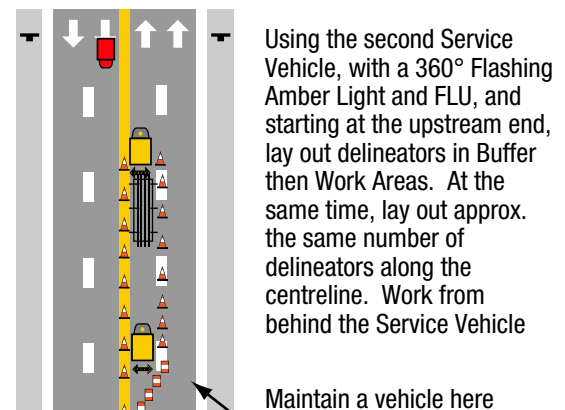 Using the second Service
Vehicle, with a 360° Flashing
Amber Light and FLU, and
starting at the upstream end,
lay out delineators in Buffer
then Work Areas.  At the
same time, lay out approx.
the same number of
delineators along the
centreline.  Work from
behind the Service Vehicle
Maintain a vehicle here